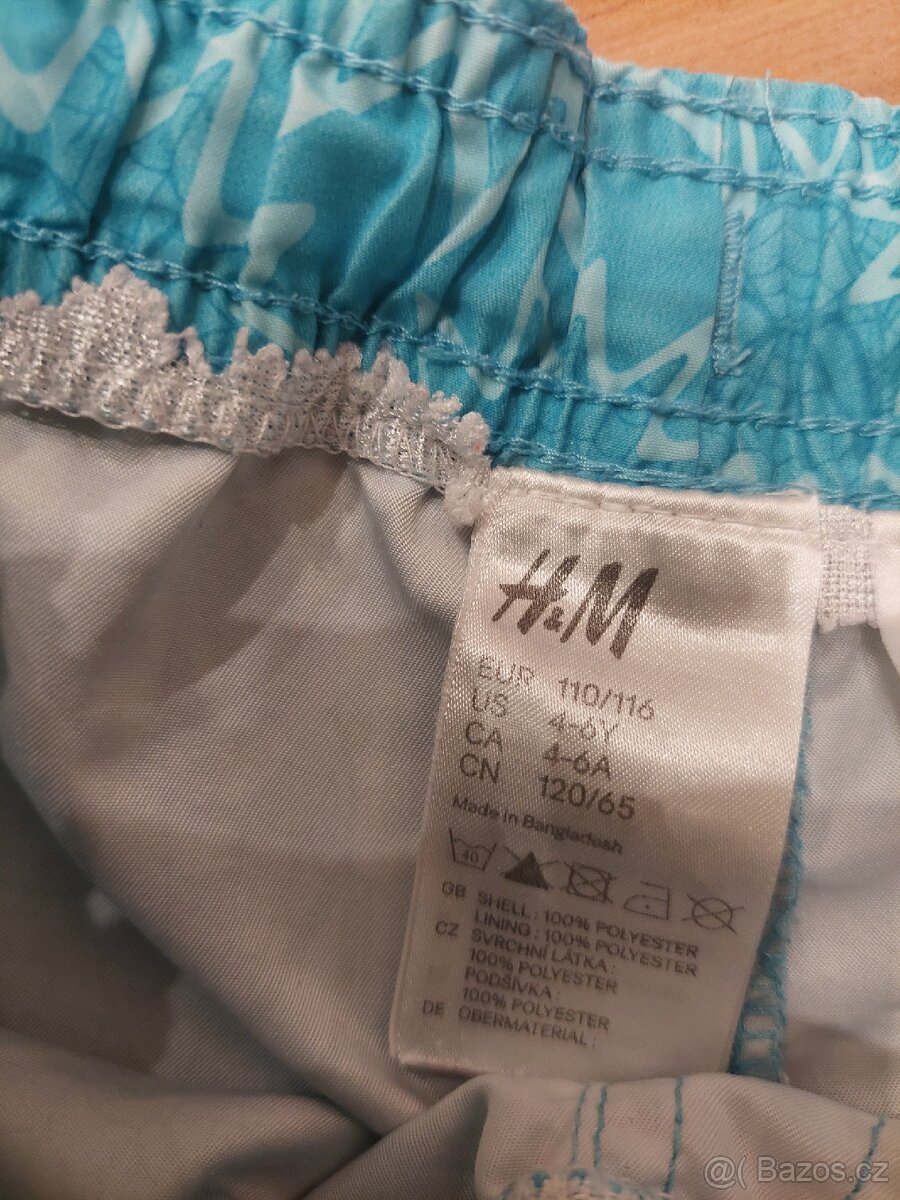 H&M
EUR 110/116
US 4-6Y
CA 4-6A
CN 120/65
Made in Bangladesh
40
GB SHELL: 100% POLYESTER
LINING: 100% POLYESTER
CZ SVRCHNÍ LÁTKA:
100% POLYESTER
PODŠÍVKA:
100% POLYESTER
DE OBERMATERIAL:
@( Bazos.cz